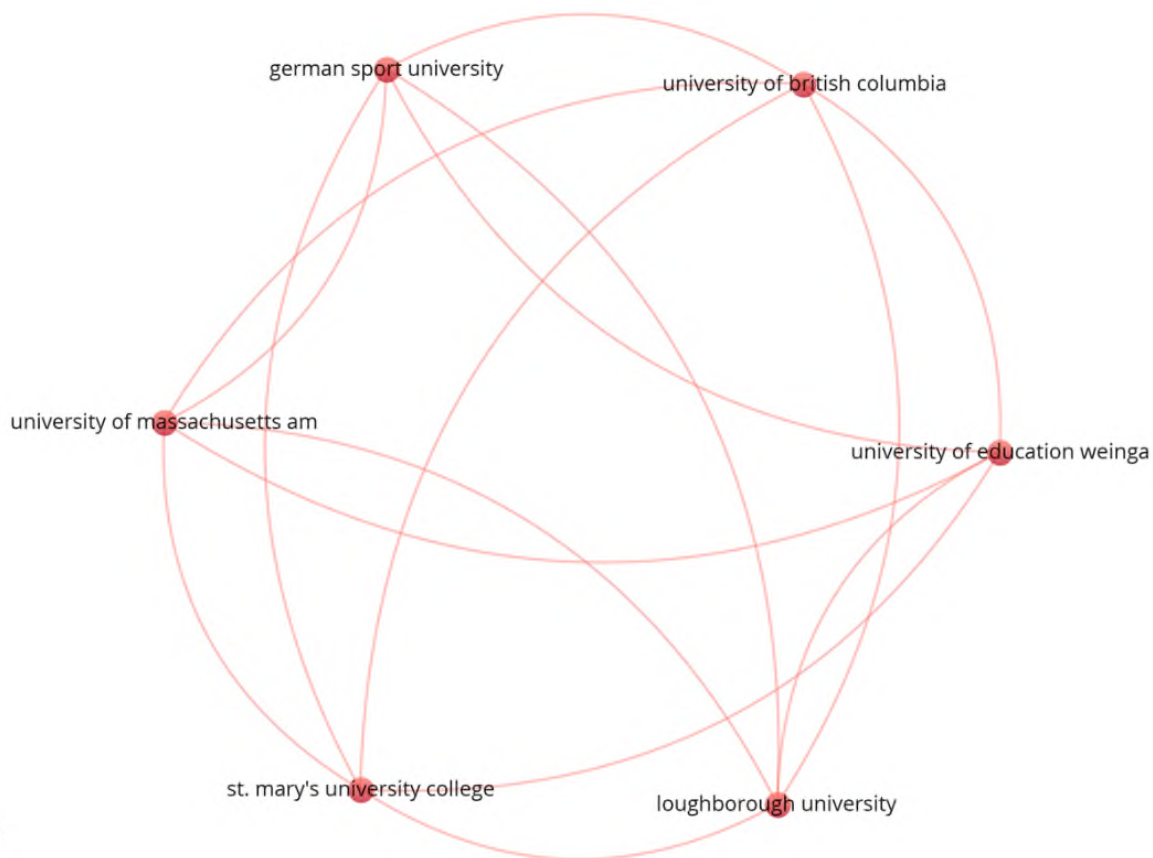 german sport university
university of british columbia
university of massachusetts am
university of education weinga
st. mary's university college
loughborough university